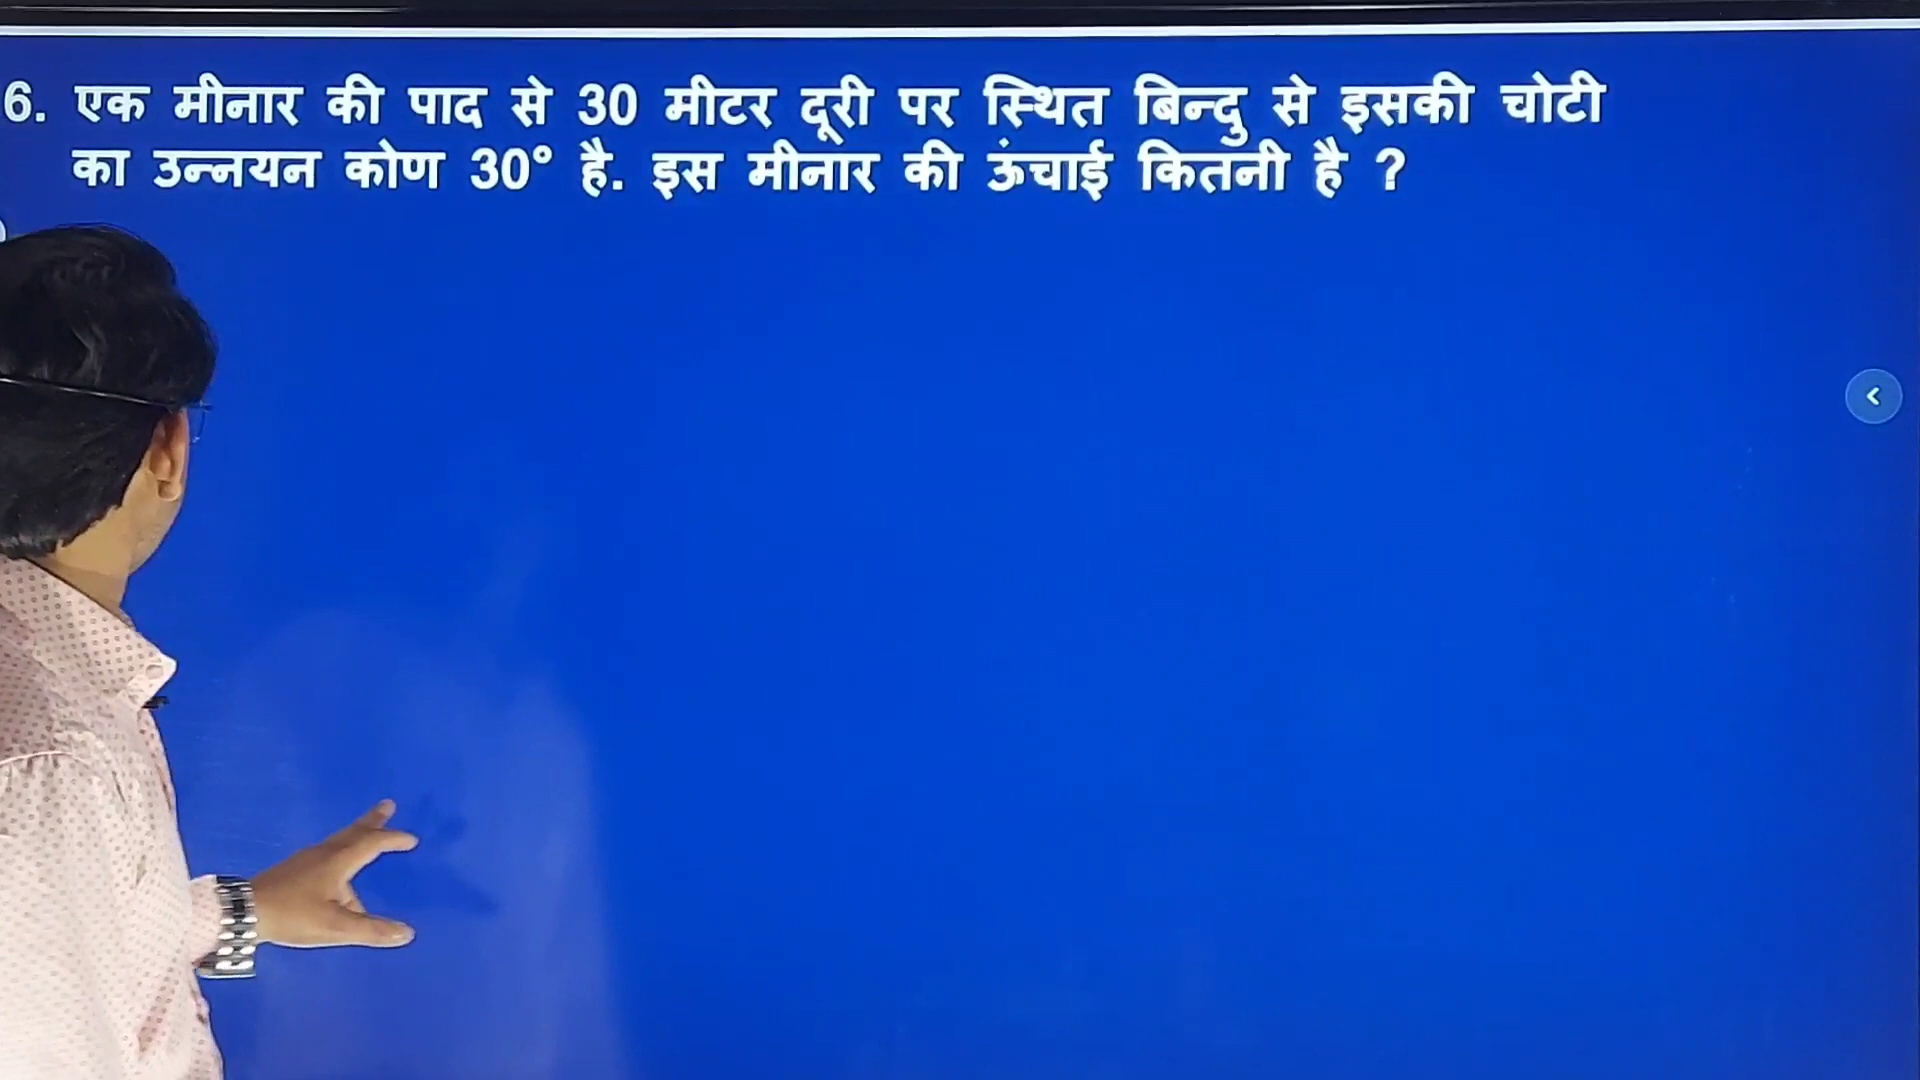 6. एक मीनार की पाद से 30 मीटर दूरी पर स्थित बिन्दु से इसकी चोटी
का उन्नयन कोण 30° है. इस मीनार की ऊंचाई कितनी है ?